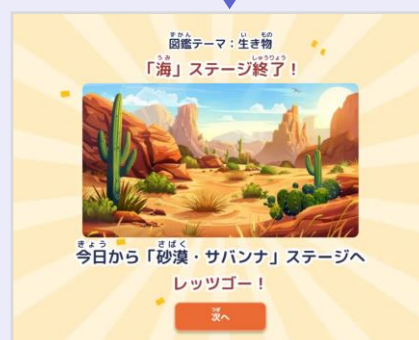 図鑑テーマ：生き物
「海」ステージ終了！
今日から「砂漠・サバンナ」ステージへ
レッツゴー！
次へ